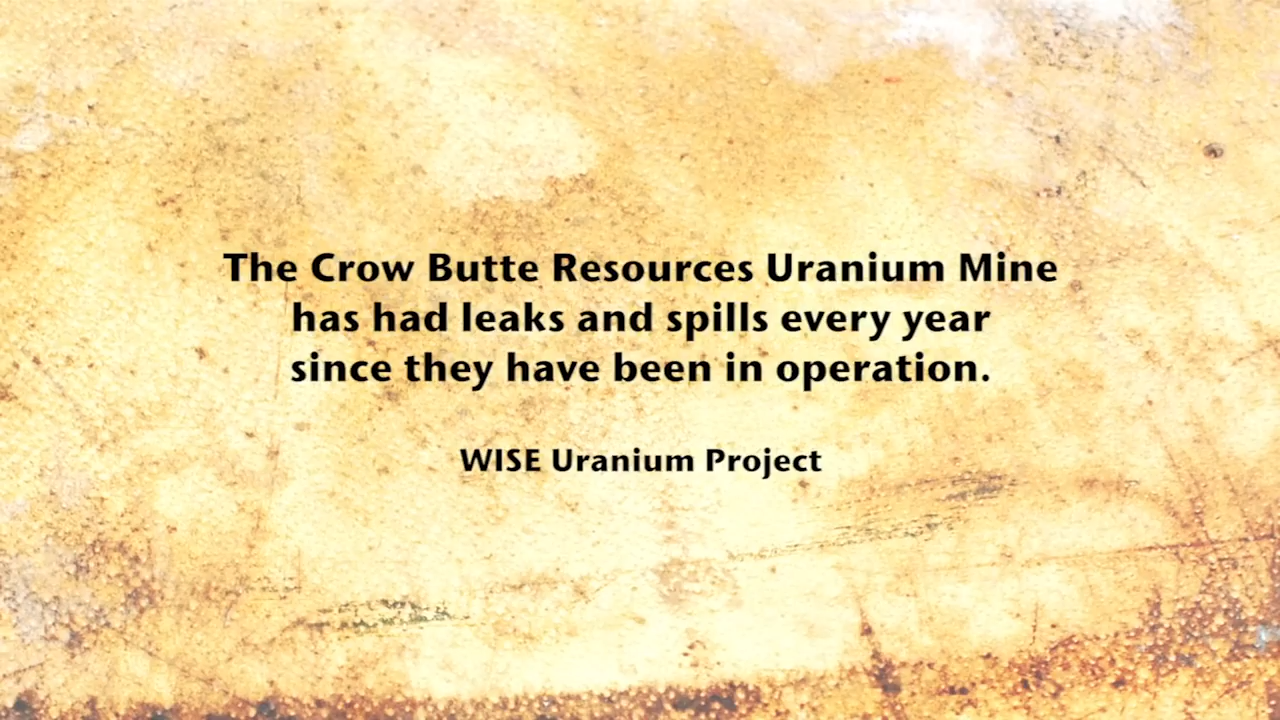 The Crow Butte Resources Uranium Mine
has had leaks and spills every year
since they have been in operation.
WISE Uranium Project